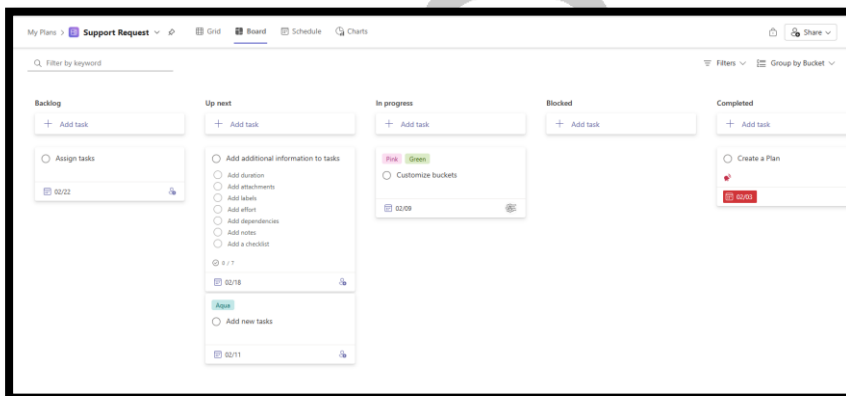 My Plans > Support Request
Grid Board Schedule Charts
Share
Filter by keyword
Filters Group by Bucket
Backlog
Add task
Assign tasks
02/22
Up next
Add task
Add additional information to tasks
Add duration
Add attachments
Add labels
Add effort
Add dependencies
Add notes
Add a checklist
0 / 7
02/18
Aqua
Add new tasks
02/11
In progress
Add task
Pink Green
Customize buckets
02/09
Blocked
Add task
Completed
Add task
Create a Plan
02/03